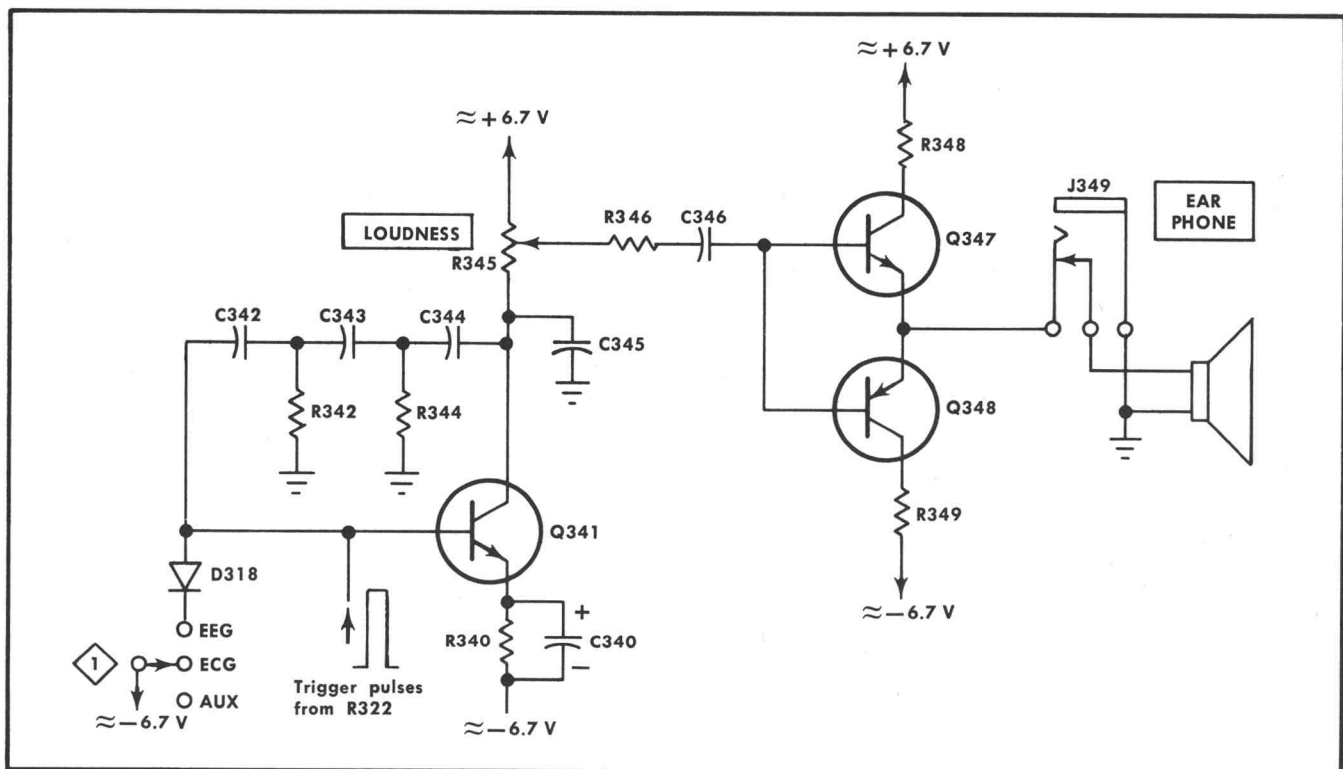 ≈+6.7 V
R348
≈+6.7 V
J349
EAR
PHONE
LOUDNESS
R345
R346
C346
Q347
C342
C343
C344
C345
R342
R344
Q348
Q341
R349
D318
EEG
1
ECG
AUX
≈−6.7 V
Trigger pulses
from R322
R340
+
C340
−
≈−6.7 V
≈−6.7 V